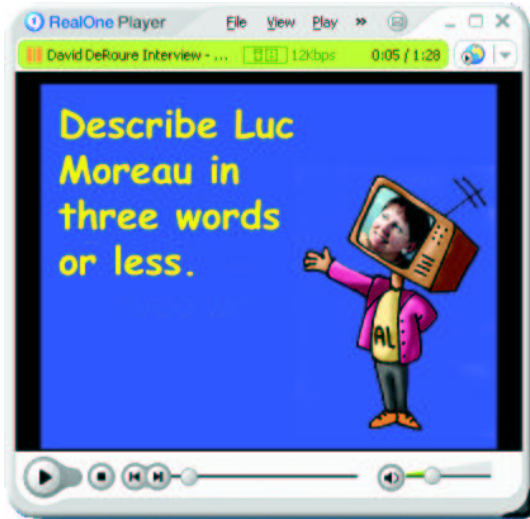 RealOne Player File View Play »
David DeRoure Interview - ... 12Kbps 0:05 / 1:28
Describe Luc
Moreau in
three words
or less.
AL